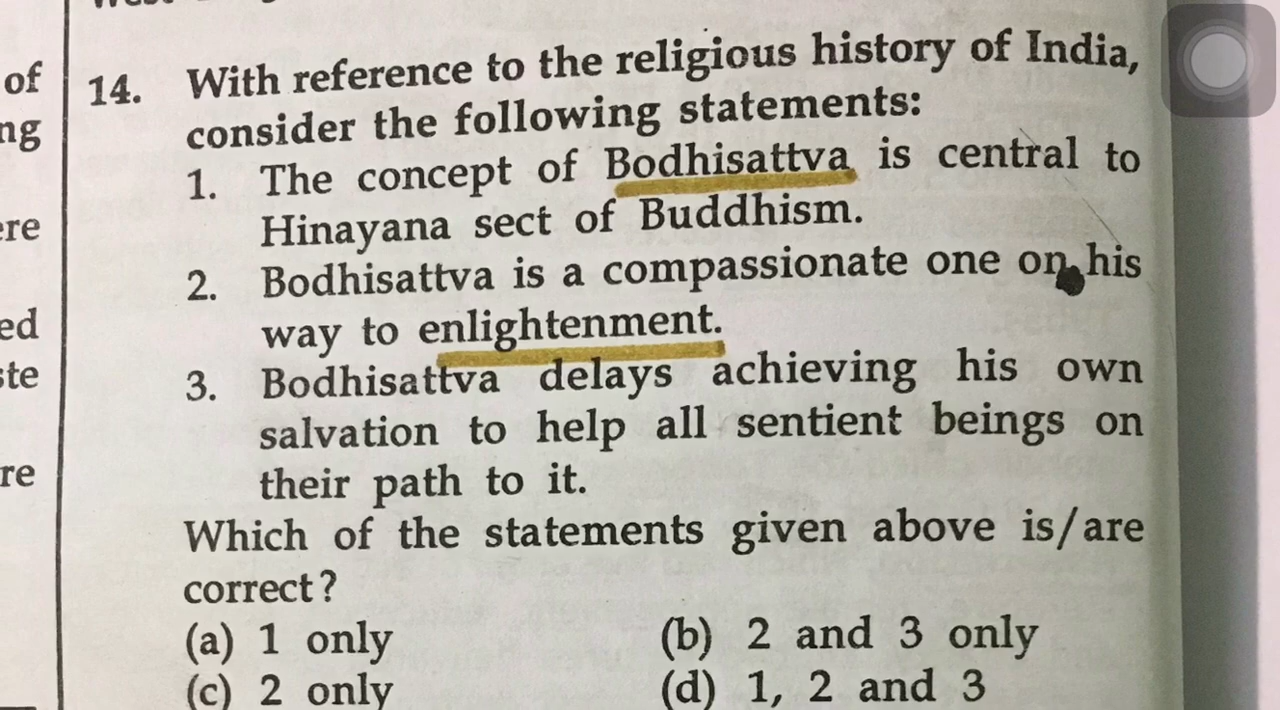 of
ng
ere
ed
ste
re
14. With reference to the religious history of India,
consider the following statements:
1. The concept of Bodhisattva is central to
Hinayana sect of Buddhism.
2. Bodhisattva is a compassionate one on his
way to enlightenment.
3. Bodhisattva delays achieving his own
salvation to help all sentient beings on
their path to it.
Which of the statements given above is/are
correct?
(a) 1 only (b) 2 and 3 only
(c) 2 only (d) 1, 2 and 3